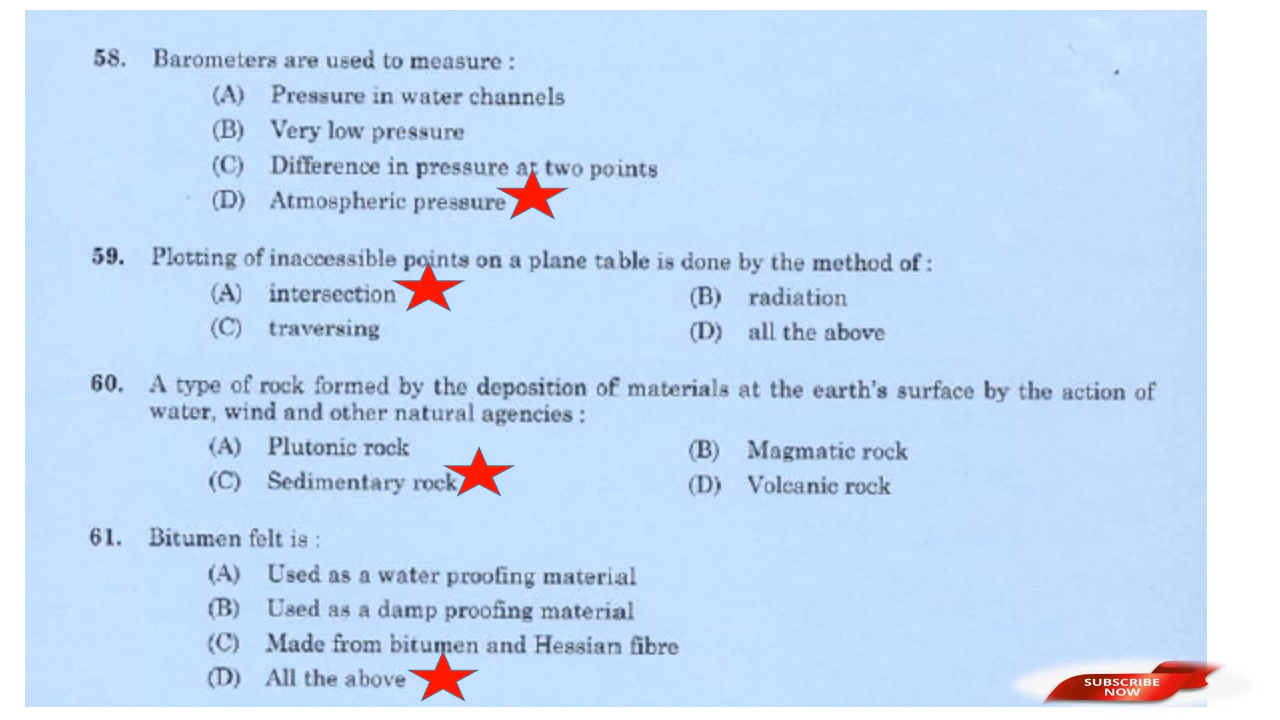 58. Barometers are used to measure :
(A) Pressure in water channels
(B) Very low pressure
(C) Difference in pressure at two points
(D) Atmospheric pressure
59. Plotting of inaccessible points on a plane table is done by the method of :
(A) intersection (B) radiation
(C) traversing (D) all the above
60. A type of rock formed by the deposition of materials at the earth's surface by the action of
water, wind and other natural agencies :
(A) Plutonic rock (B) Magmatic rock
(C) Sedimentary rock (D) Volcanic rock
61. Bitumen felt is :
(A) Used as a water proofing material
(B) Used as a damp proofing material
(C) Made from bitumen and Hessian fibre
(D) All the above
SUBSCRIBE
NOW